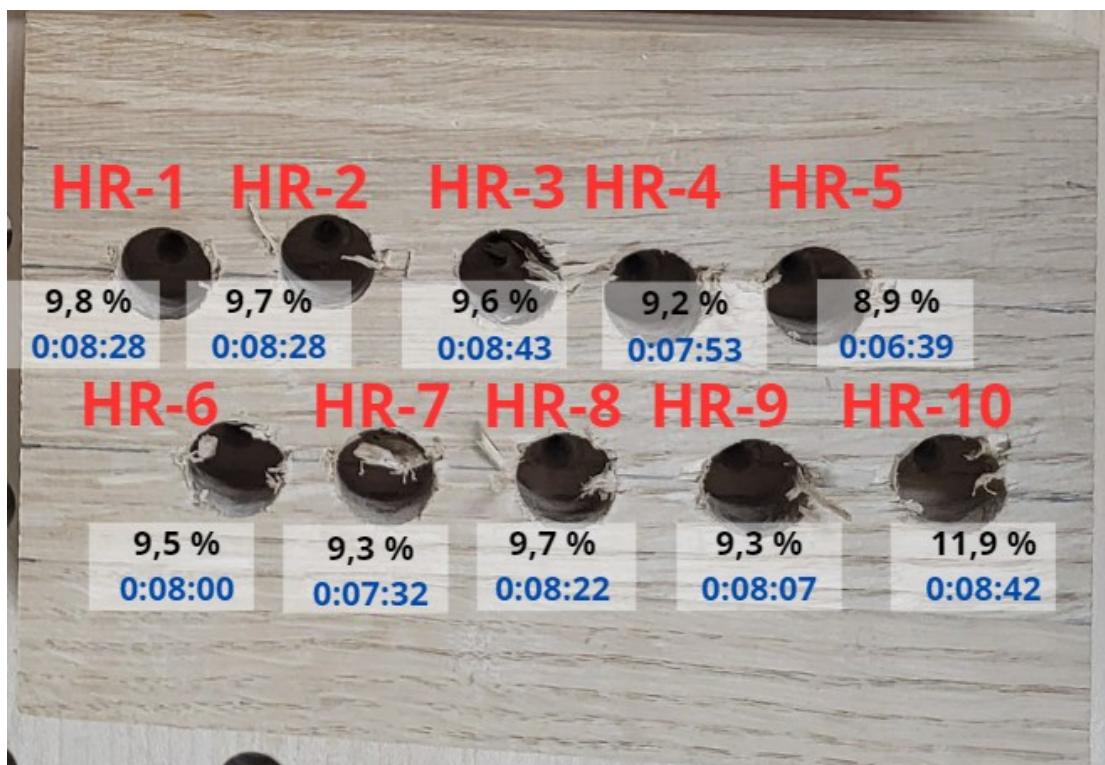 HR-1 HR-2 HR-3 HR-4 HR-5
9,8 % 9,7 % 9,6 % 9,2 % 8,9 %
0:08:28 0:08:28 0:08:43 0:07:53 0:06:39
HR-6 HR-7 HR-8 HR-9 HR-10
9,5 % 9,3 % 9,7 % 9,3 % 11,9 %
0:08:00 0:07:32 0:08:22 0:08:07 0:08:42